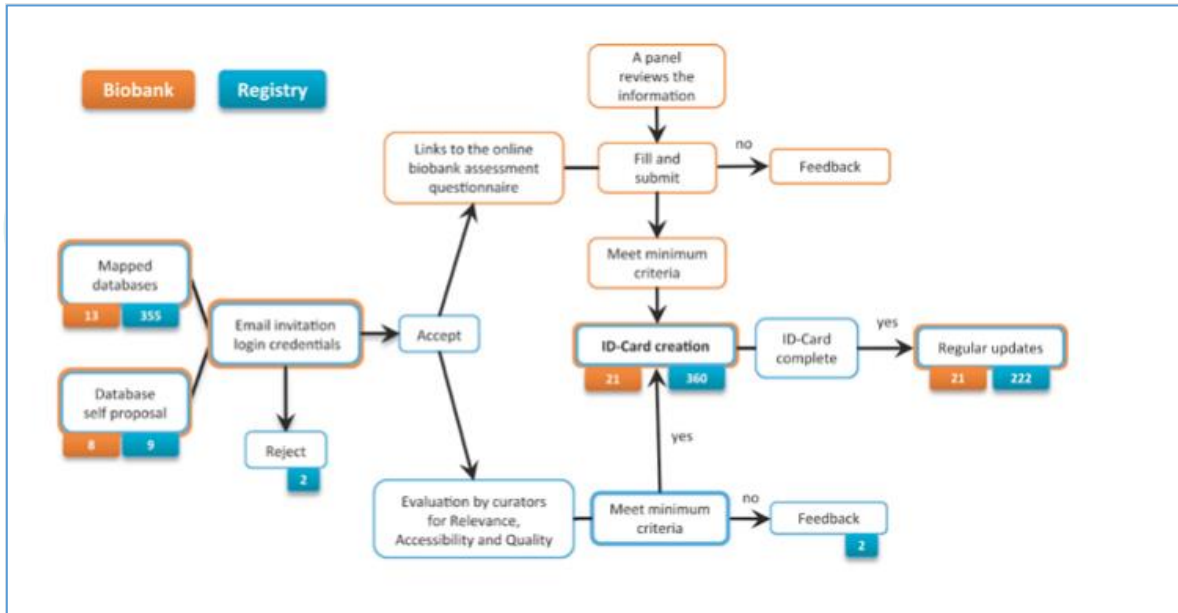 Biobank
Registry
A panel
reviews the
information
Links to the online
biobank assessment
questionnaire
Fill and
submit
no
Feedback
Mapped
databases
13
355
Email invitation
login credentials
Accept
Meet minimum
criteria
ID-Card creation
21
360
ID-Card
complete
yes
Regular updates
21
222
Database
self proposal
8
9
Reject
2
yes
Evaluation by curators
for Relevance,
Accessibility and Quality
Meet minimum
criteria
no
Feedback
2